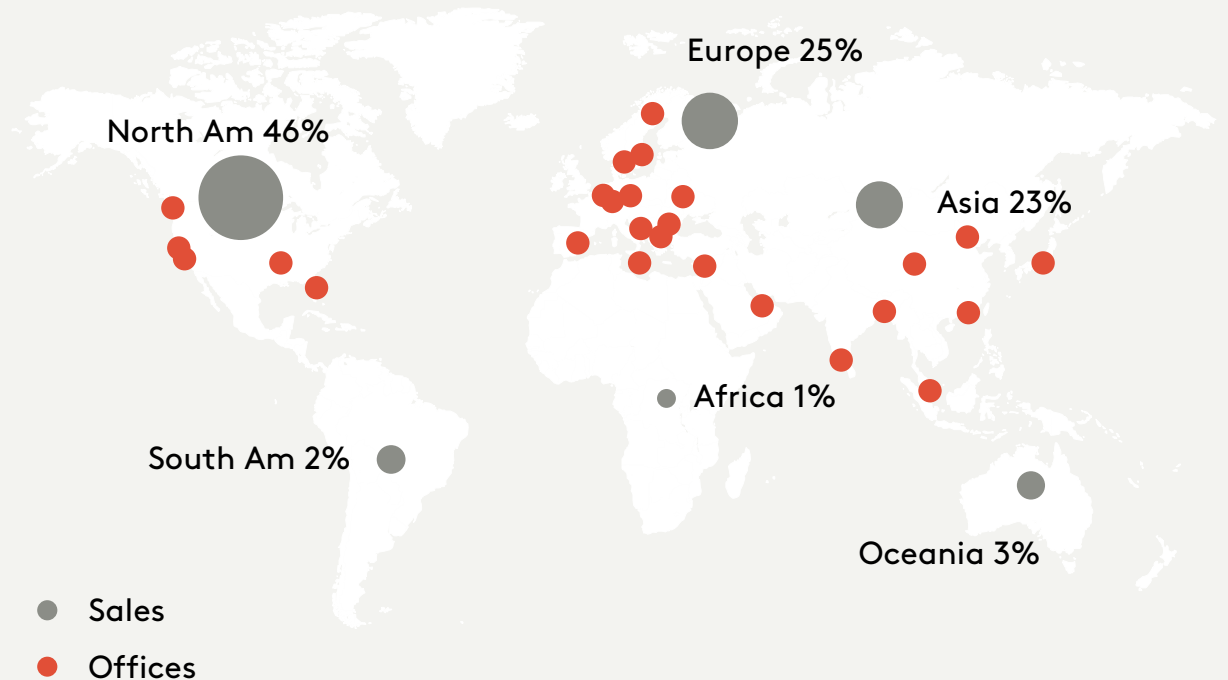 Europe 25%
North Am 46%
Asia 23%
Africa 1%
South Am 2%
Oceania 3%
Sales
Offices